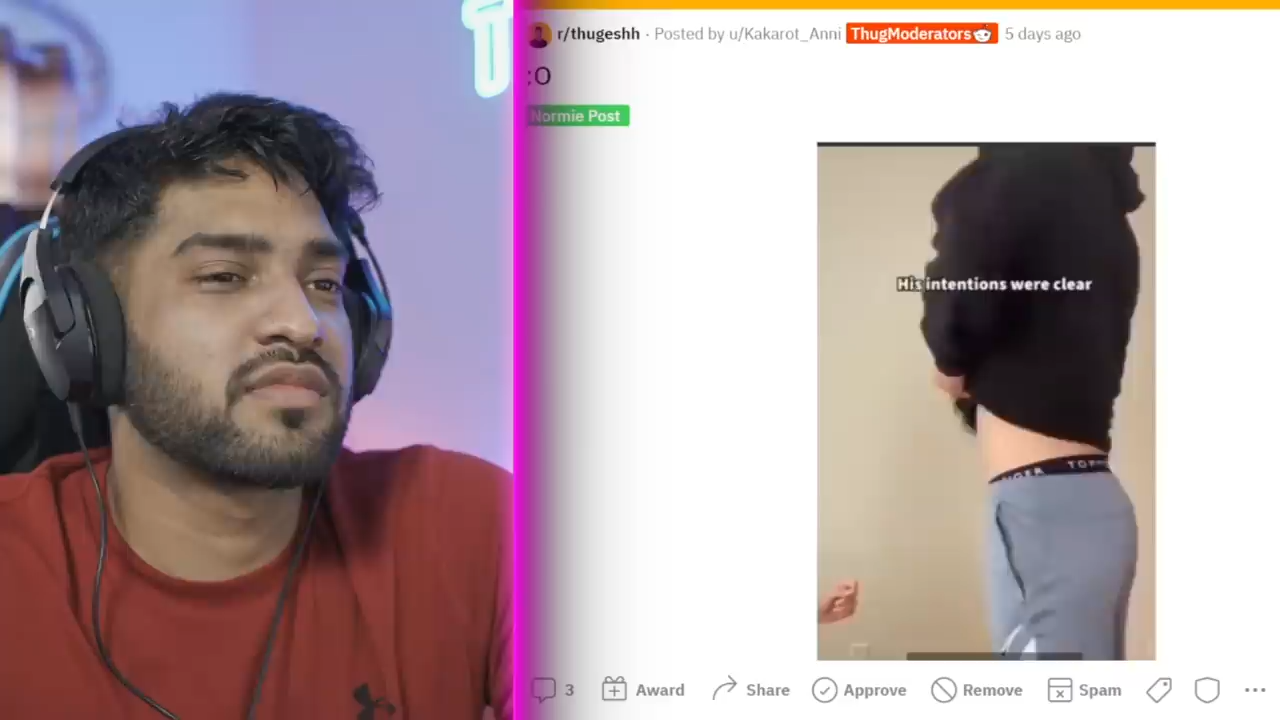 r/thugeshh · Posted by u/Kakarot_Anni ThugModerators 5 days ago
:O
Normie Post
His intentions were clear
3 Award Share Approve Remove Spam